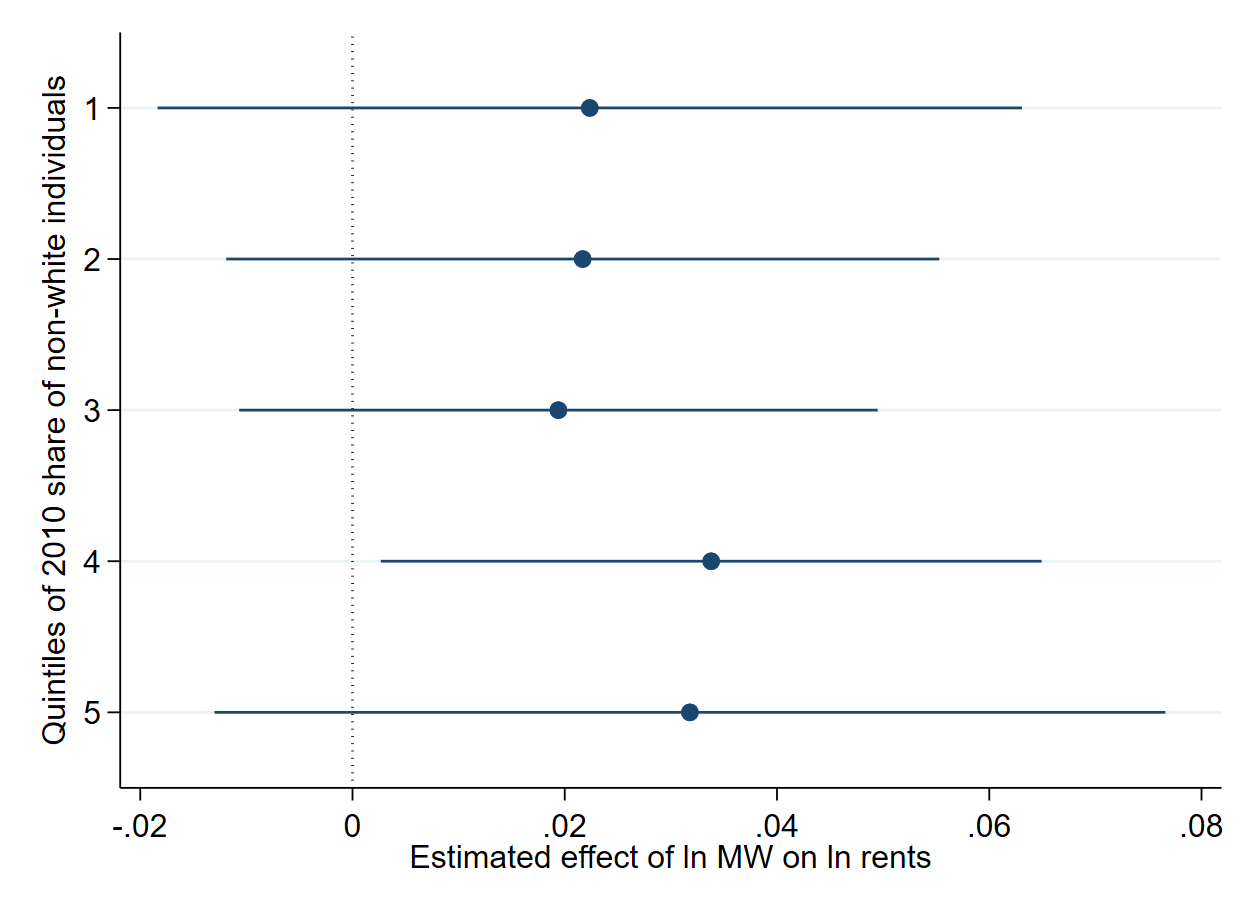 Quintiles of 2010 share of non-white individuals
1
2
3
4
5
-.02 0 .02 .04 .06 .08
Estimated effect of ln MW on ln rents